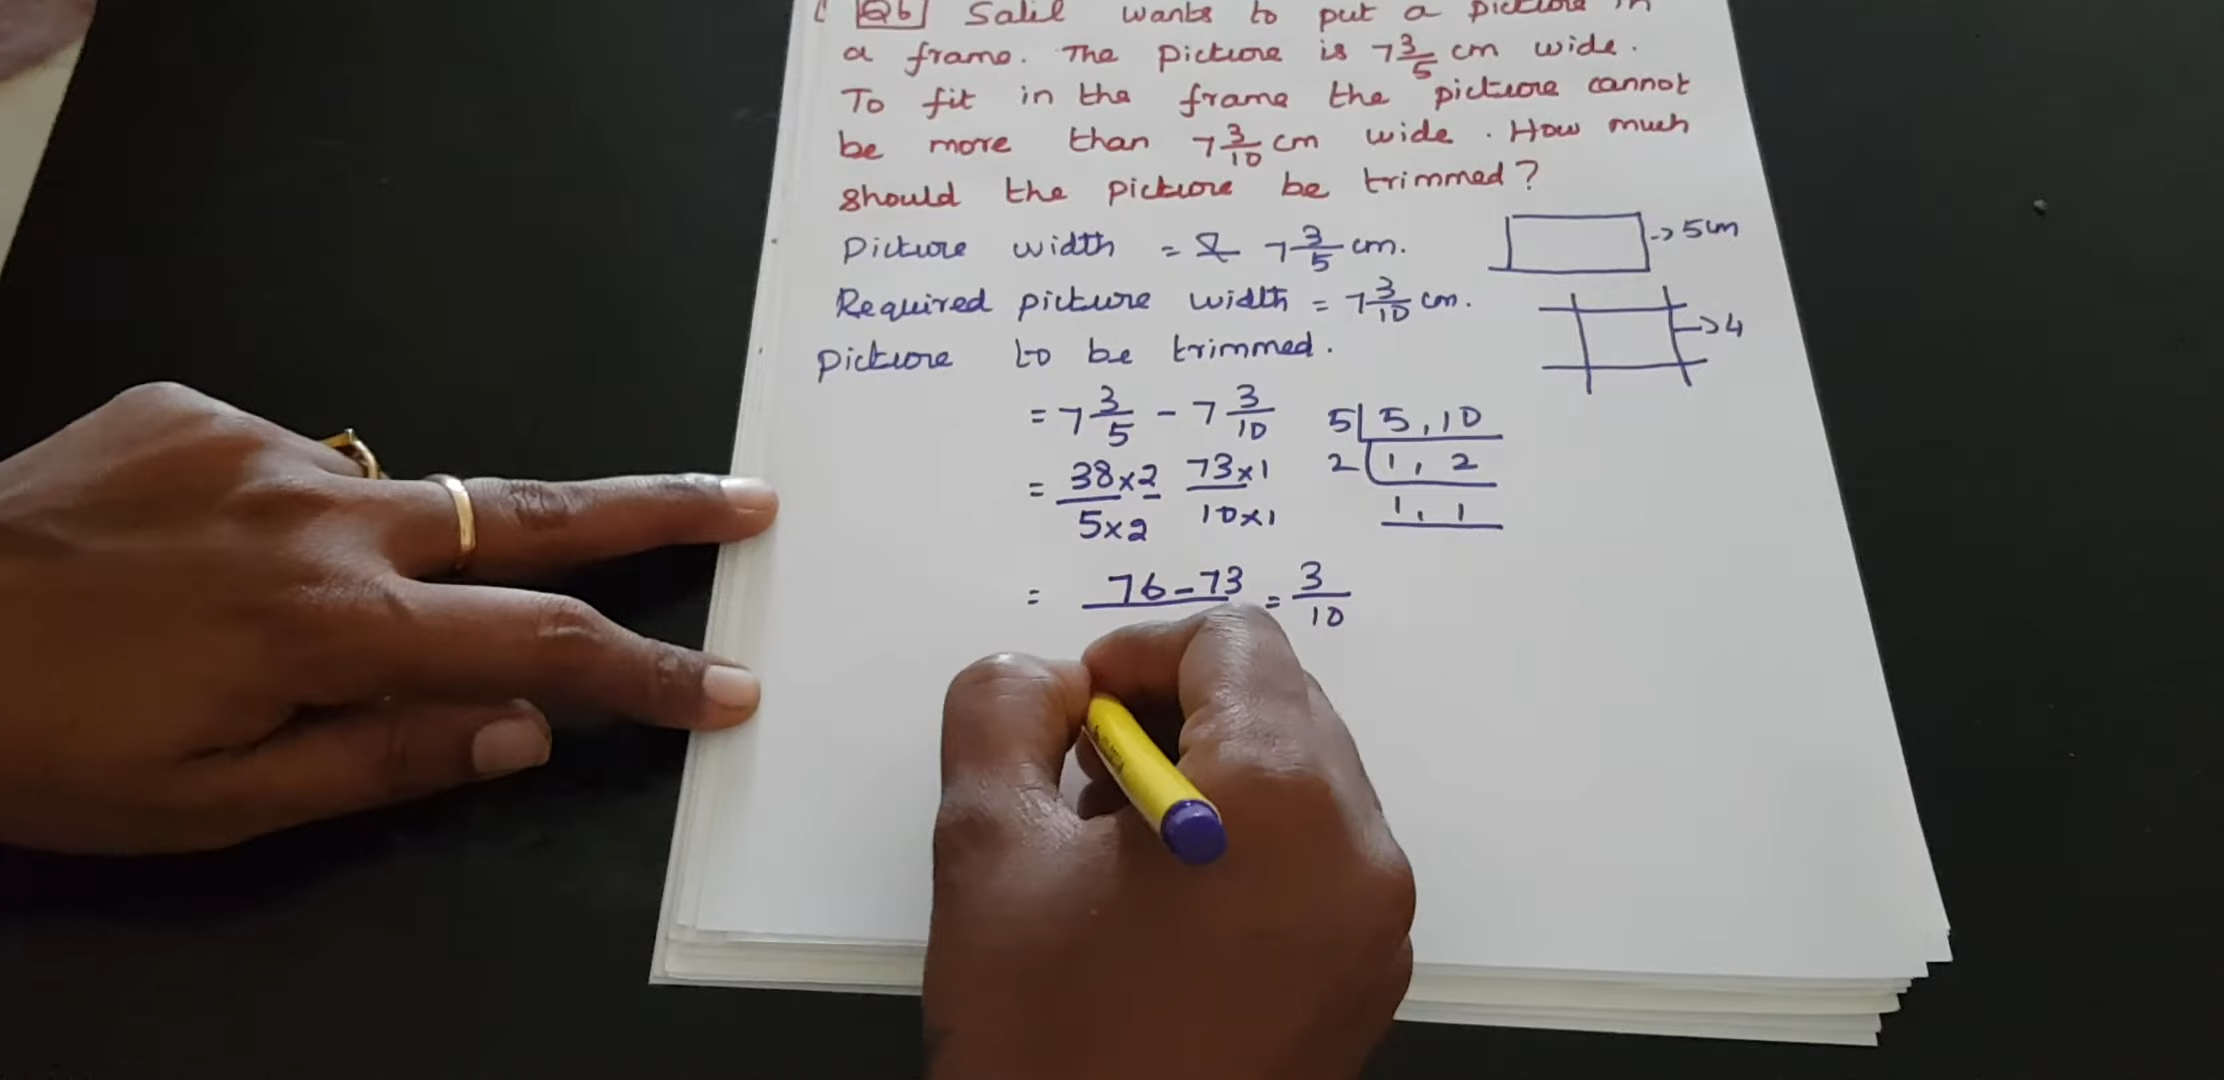 Q6 Salil wants to put a picture in
a frame. The picture is 7 3/5 cm wide.
To fit in the frame the picture cannot
be more than 7 3/10 cm wide. How much
should the picture be trimmed?
Picture width = 7 3/5 cm.
-> 5cm
Required picture width = 7 3/10 cm.
-> 4
picture to be trimmed.
= 7 3/5 - 7 3/10
5 | 5, 10
2 | 1, 2
1, 1
= 38×2/5×2 - 73×1/10×1
= 76-73 = 3/10